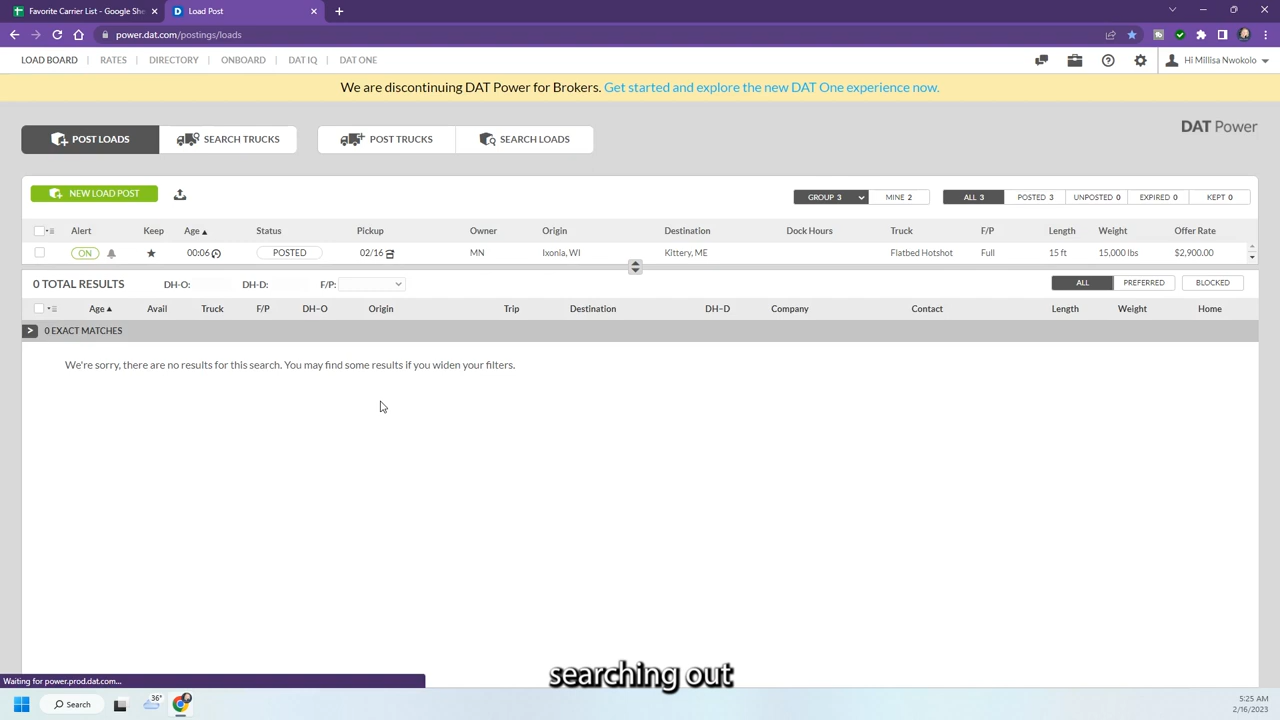 Favorite Carrier List - Google She
Load Post
power.dat.com/postings/loads
LOAD BOARD RATES DIRECTORY ONBOARD DAT IQ DAT ONE Hi Millisa Nwokolo
We are discontinuing DAT Power for Brokers. Get started and explore the new DAT One experience now.
POST LOADS SEARCH TRUCKS POST TRUCKS SEARCH LOADS DAT Power
NEW LOAD POST GROUP 3 MINE 2 ALL 3 POSTED 3 UNPOSTED 0 EXPIRED 0 KEPT 0
Alert Keep Age Status Pickup Owner Origin Destination Dock Hours Truck F/P Length Weight Offer Rate
ON 00:06 POSTED 02/16 MN Ixonia, WI Kittery, ME Flatbed Hotshot Full 15 ft 15,000 lbs $2,900.00
0 TOTAL RESULTS DH-O: DH-D: F/P: ALL PREFERRED BLOCKED
Age Avail Truck F/P DH–O Origin Trip Destination DH–D Company Contact Length Weight Home
0 EXACT MATCHES
We're sorry, there are no results for this search. You may find some results if you widen your filters.
searching out
Waiting for power.prod.dat.com...
36°
Search
5:25 AM
2/16/2023